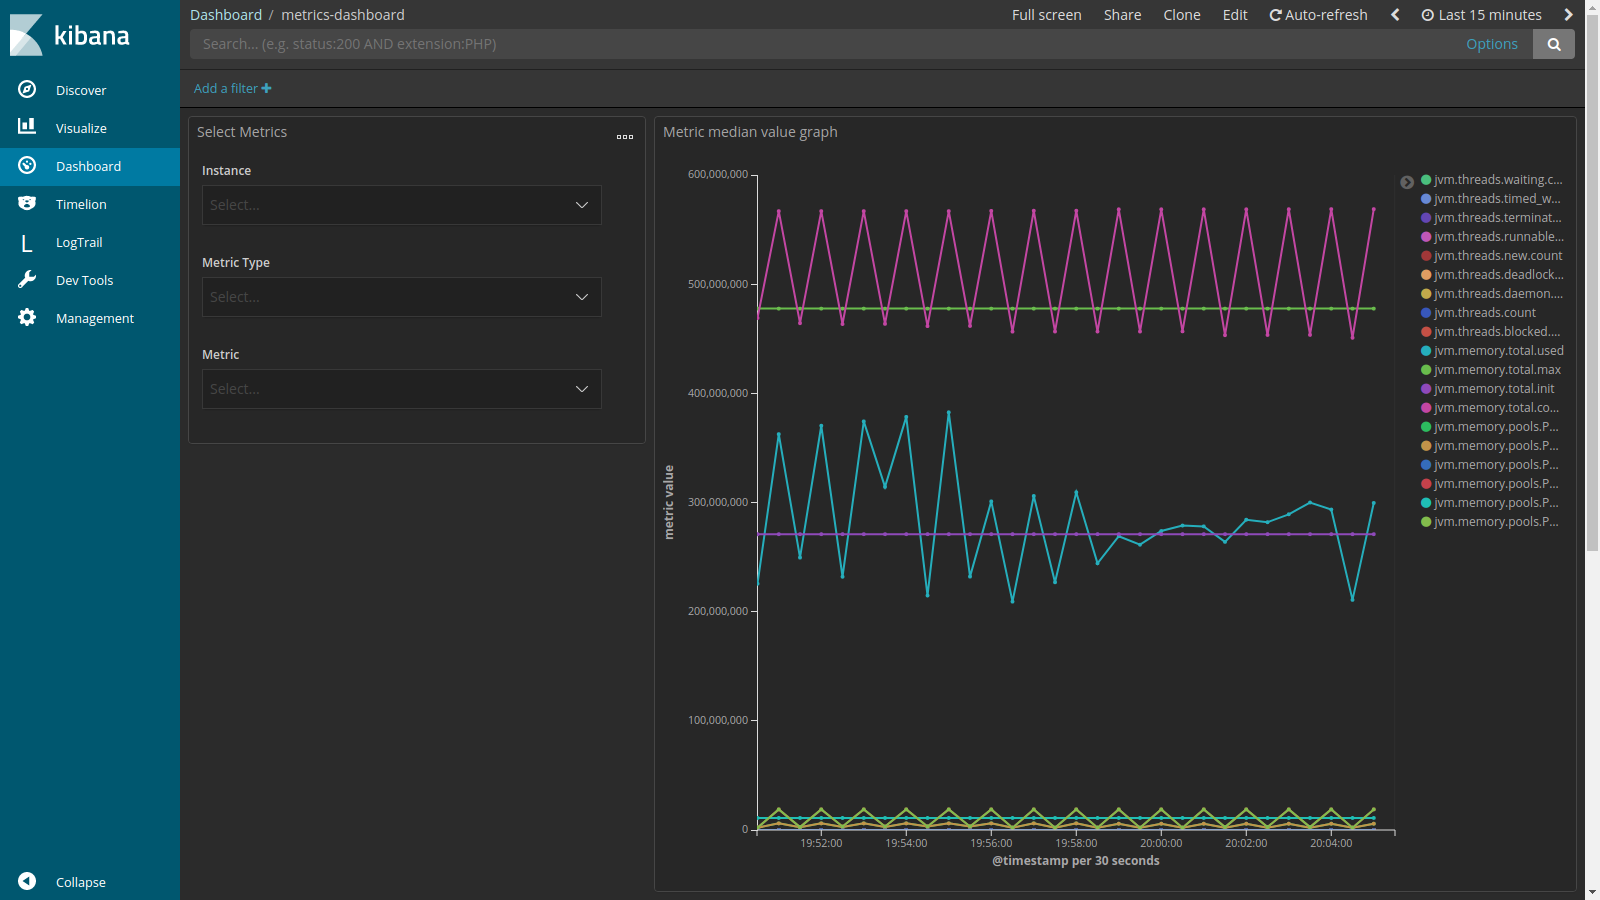 kibana
Discover
Visualize
Dashboard
Timelion
LogTrail
Dev Tools
Management
Collapse
Dashboard / metrics-dashboard
Full screen Share Clone Edit Auto-refresh Last 15 minutes
Search... (e.g. status:200 AND extension:PHP)
Options
Add a filter
Select Metrics
Instance
Select...
Metric Type
Select...
Metric
Select...
Metric median value graph
metric value
600,000,000
500,000,000
400,000,000
300,000,000
200,000,000
100,000,000
0
19:52:00 19:54:00 19:56:00 19:58:00 20:00:00 20:02:00 20:04:00
@timestamp per 30 seconds
jvm.threads.waiting.c...
jvm.threads.timed_w...
jvm.threads.terminat...
jvm.threads.runnable...
jvm.threads.new.count
jvm.threads.deadlock...
jvm.threads.daemon....
jvm.threads.count
jvm.threads.blocked....
jvm.memory.total.used
jvm.memory.total.max
jvm.memory.total.init
jvm.memory.total.co...
jvm.memory.pools.P...
jvm.memory.pools.P...
jvm.memory.pools.P...
jvm.memory.pools.P...
jvm.memory.pools.P...
jvm.memory.pools.P...